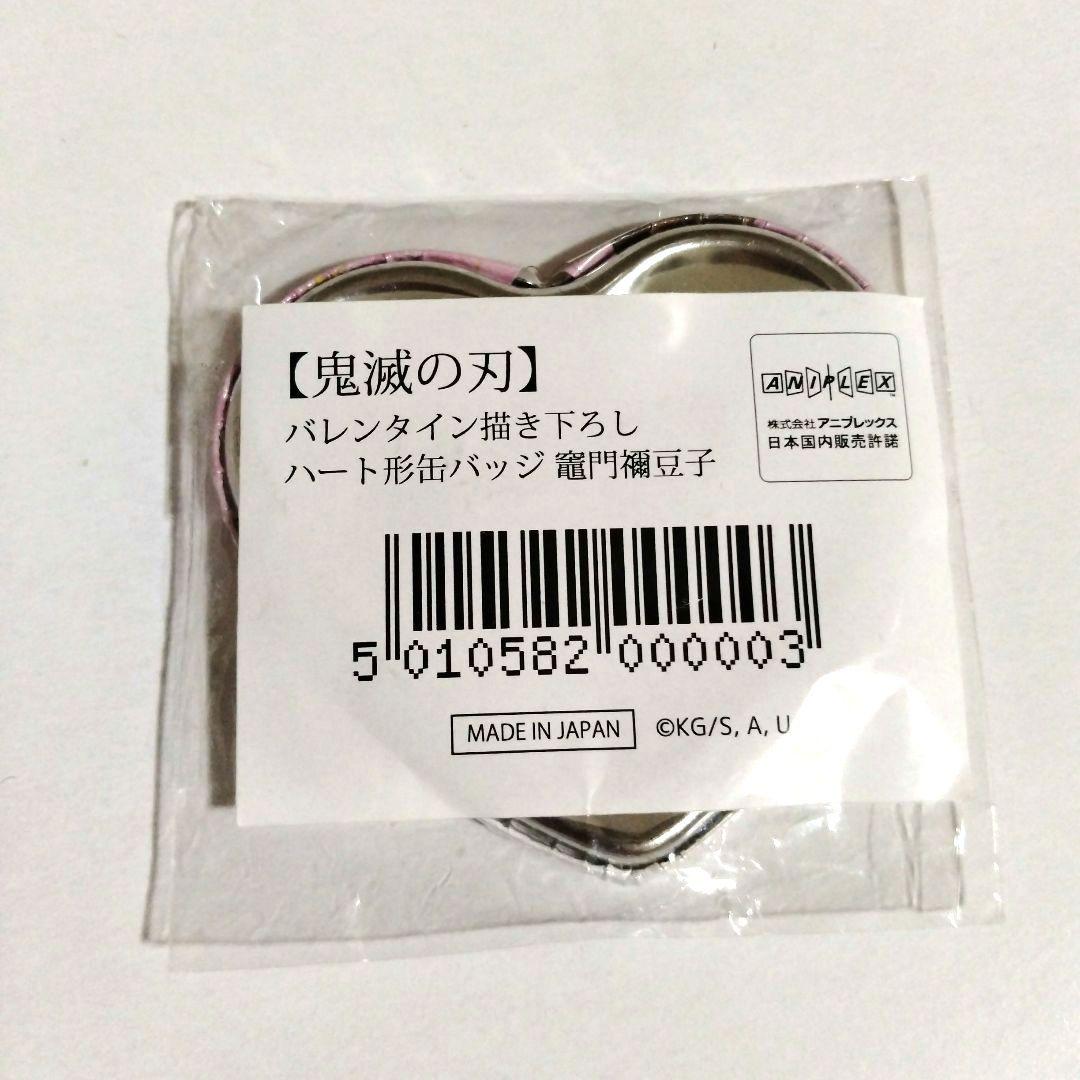 【鬼滅の刃】
バレンタイン描き下ろし
ハート形缶バッジ 竈門禰豆子
ANIPLEX™
株式会社 アニプレックス
日本国内販売許諾
5 010582 000003
MADE IN JAPAN ©KG/S, A, U